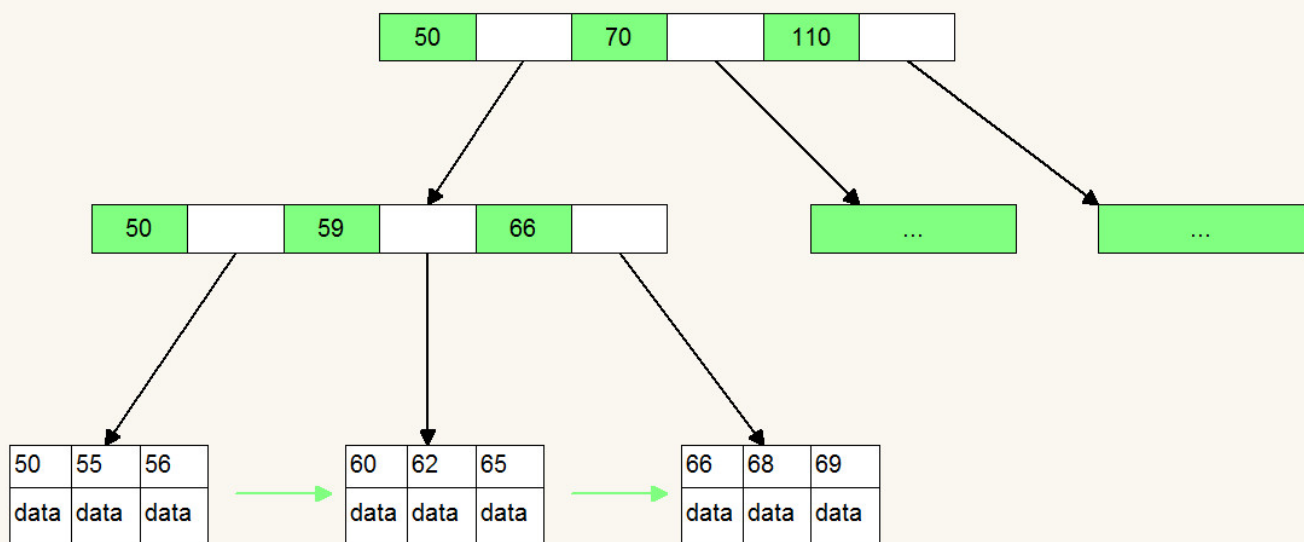 50 70 110
50 59 66 ... ...
50 55 56 60 62 65 66 68 69
data data data data data data data data data